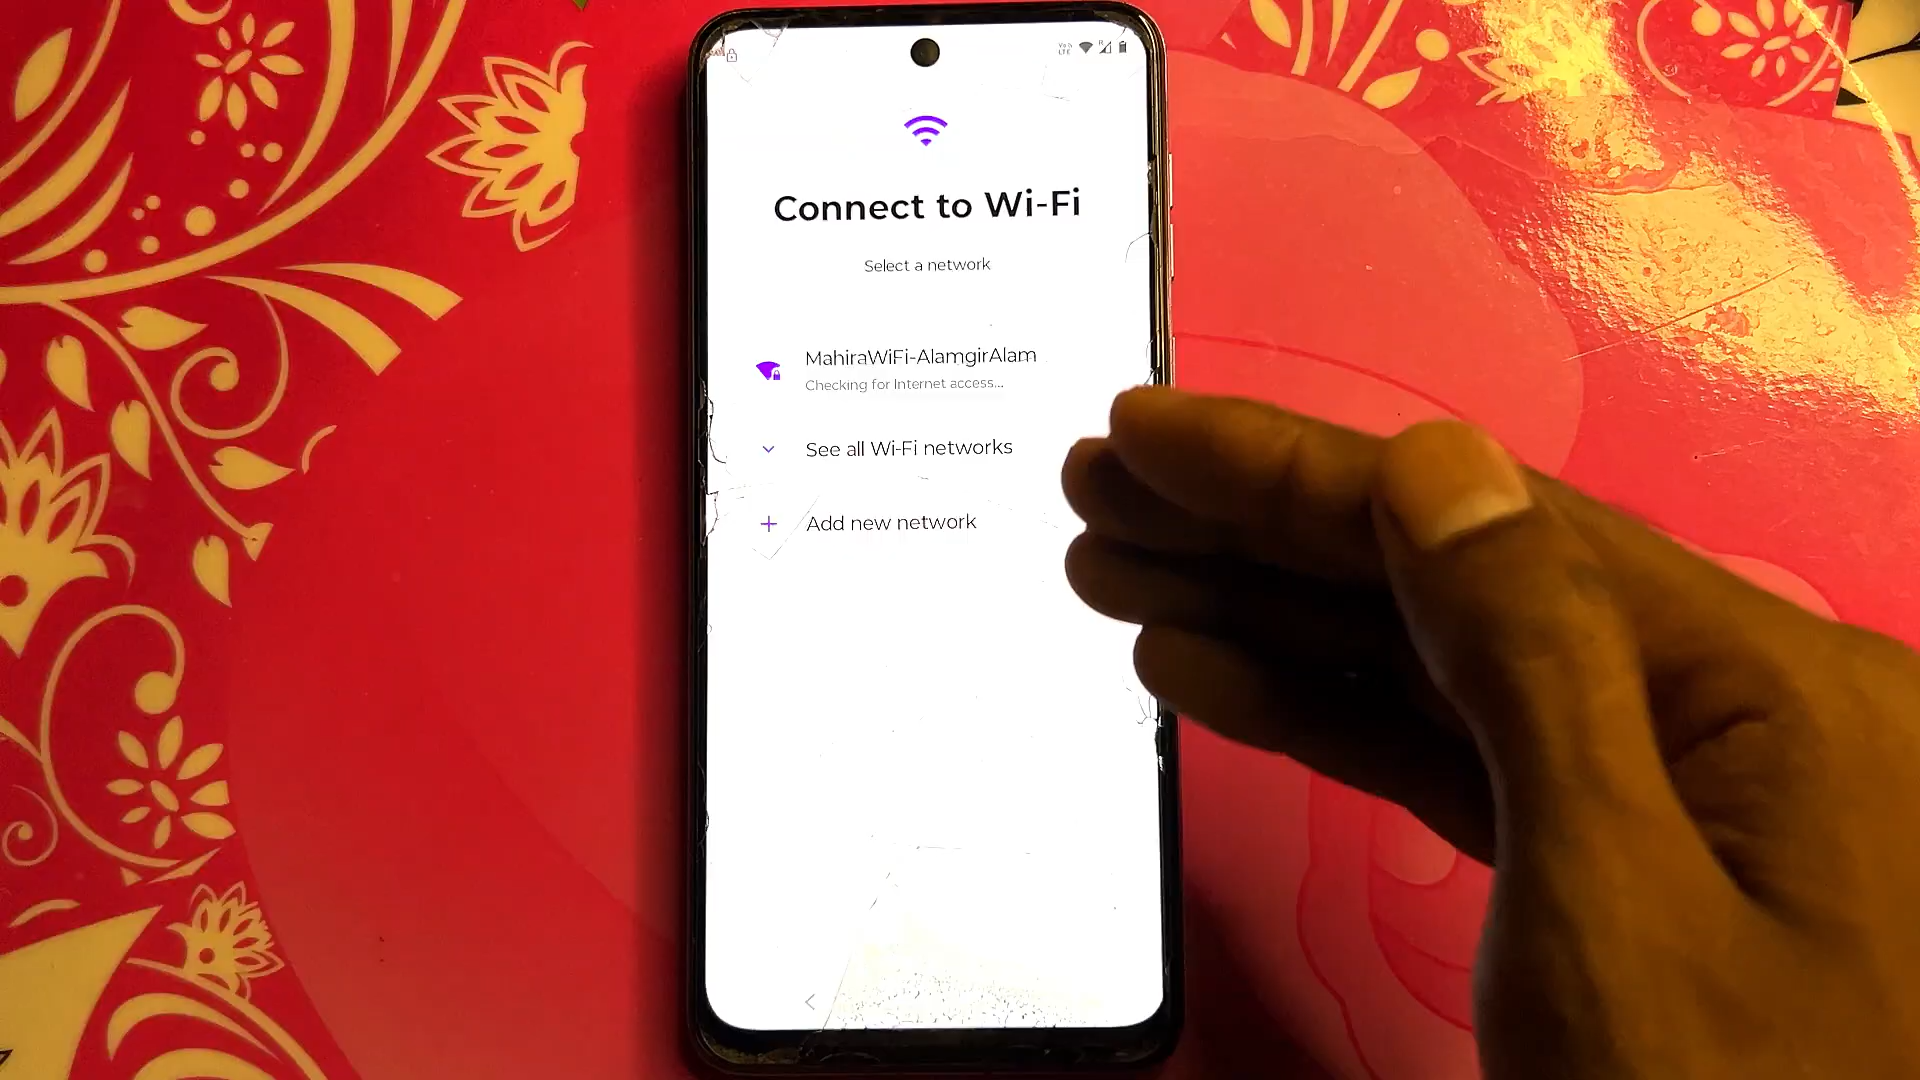 Connect to Wi-Fi
Select a network
MahiraWiFi-AlamgirAlam
Checking for Internet access...
See all Wi-Fi networks
Add new network